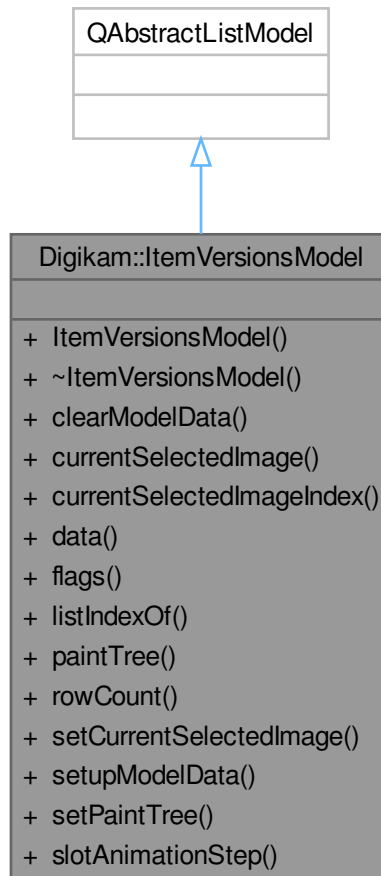 QAbstractListModel
Digikam::ItemVersionsModel
+ ItemVersionsModel()
+ ~ItemVersionsModel()
+ clearModelData()
+ currentSelectedImage()
+ currentSelectedImageIndex()
+ data()
+ flags()
+ listIndexOf()
+ paintTree()
+ rowCount()
+ setCurrentSelectedImage()
+ setupModelData()
+ setPaintTree()
+ slotAnimationStep()